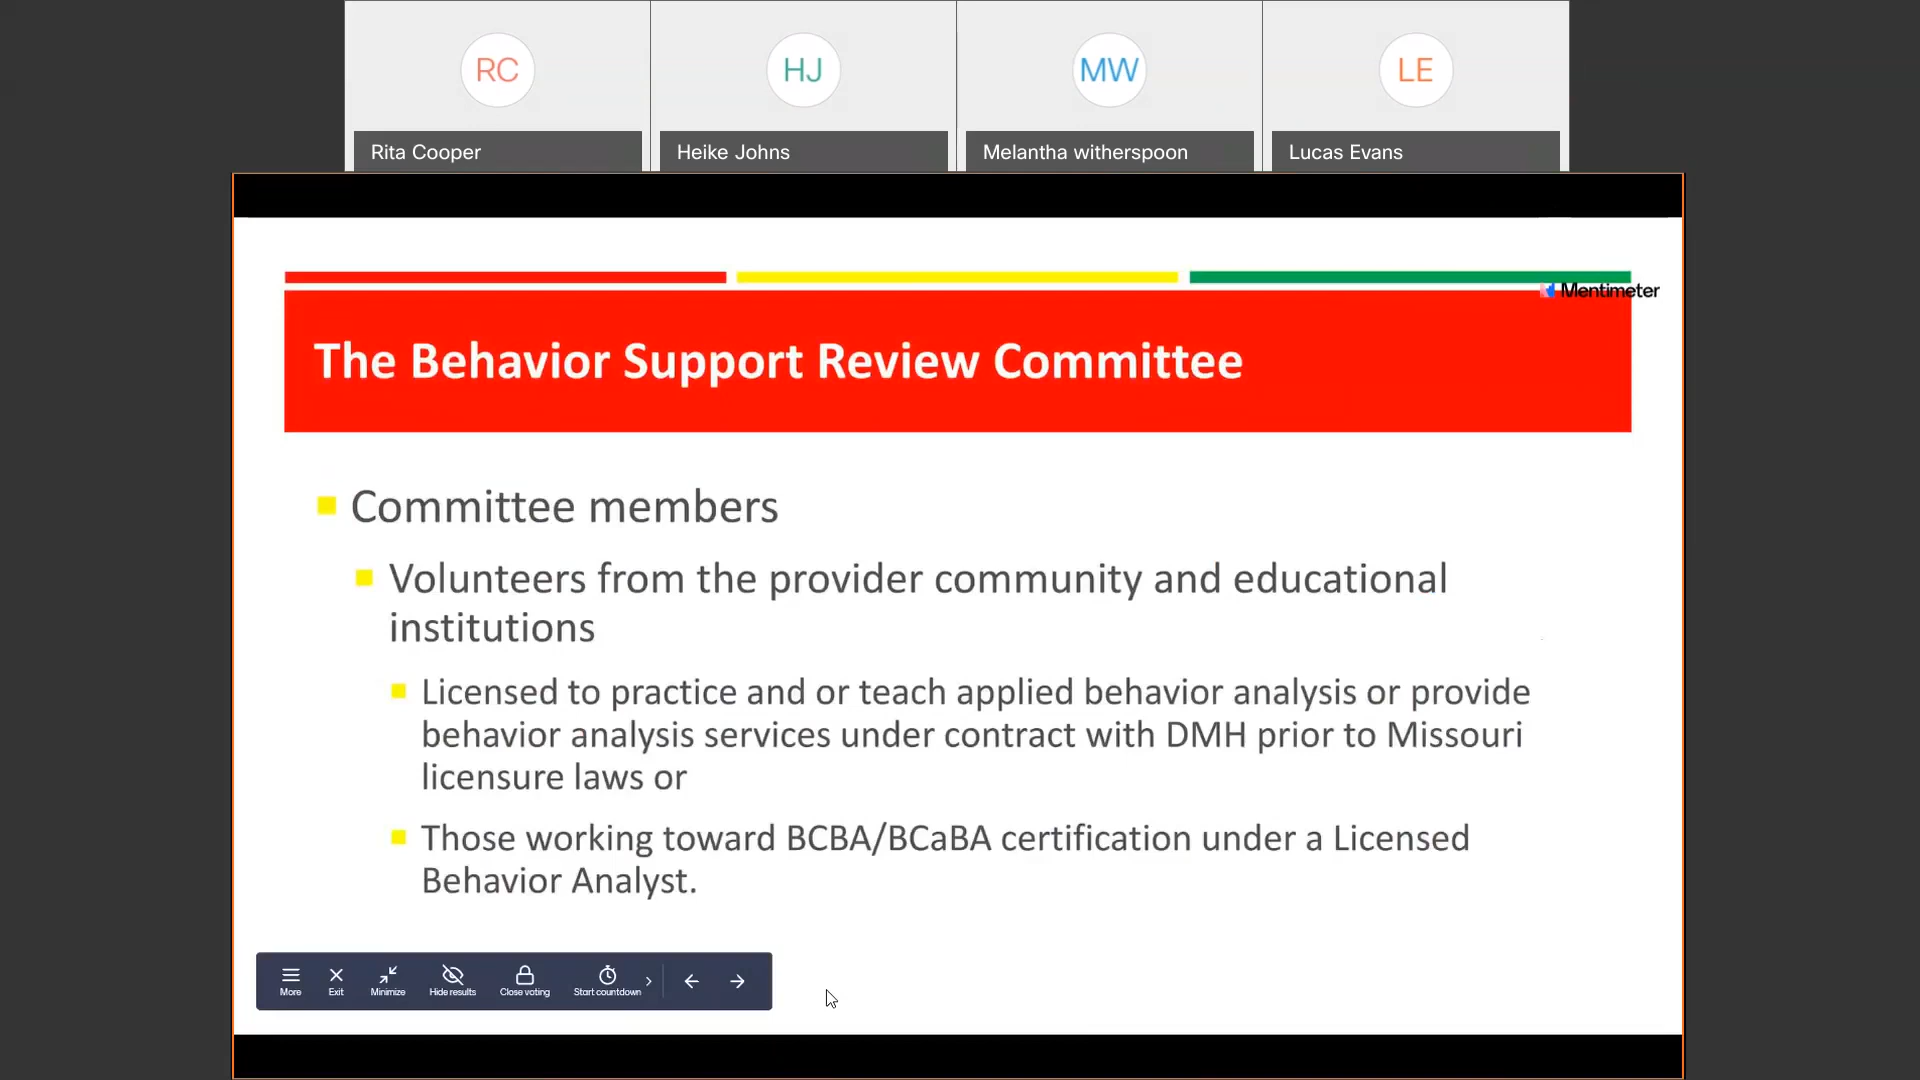 RC
HJ
MW
LE
Rita Cooper
Heike Johns
Melantha witherspoon
Lucas Evans
Mentimeter
The Behavior Support Review Committee
Committee members
Volunteers from the provider community and educational
institutions
Licensed to practice and or teach applied behavior analysis or provide
behavior analysis services under contract with DMH prior to Missouri
licensure laws or
Those working toward BCBA/BCaBA certification under a Licensed
Behavior Analyst.
More
Exit
Minimize
Hide results
Close voting
Start countdown